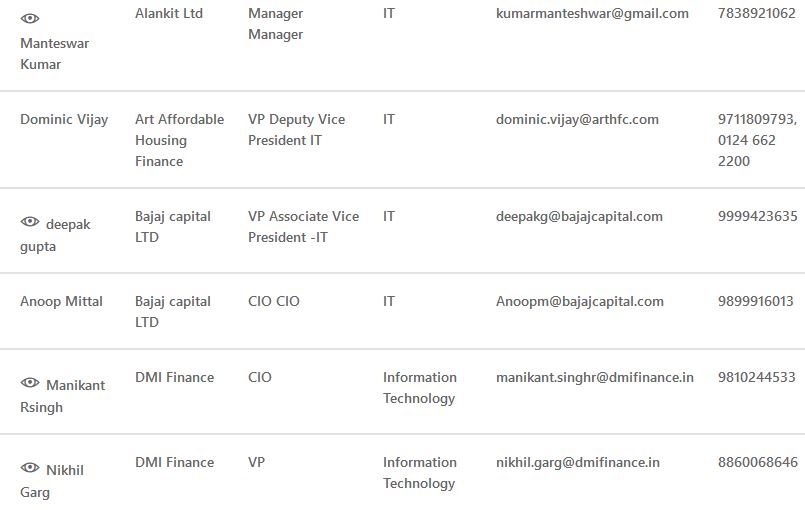 Manteswar
Kumar
Alankit Ltd
Manager
Manager
IT
kumarmanteshwar@gmail.com
7838921062
Dominic Vijay
Art Affordable
Housing
Finance
VP Deputy Vice
President IT
IT
dominic.vijay@arthfc.com
9711809793,
0124 662
2200
deepak
gupta
Bajaj capital
LTD
VP Associate Vice
President -IT
IT
deepakg@bajajcapital.com
9999423635
Anoop Mittal
Bajaj capital
LTD
CIO CIO
IT
Anoopm@bajajcapital.com
9899916013
Manikant
Rsingh
DMI Finance
CIO
Information
Technology
manikant.singhr@dmifinance.in
9810244533
Nikhil
Garg
DMI Finance
VP
Information
Technology
nikhil.garg@dmifinance.in
8860068646